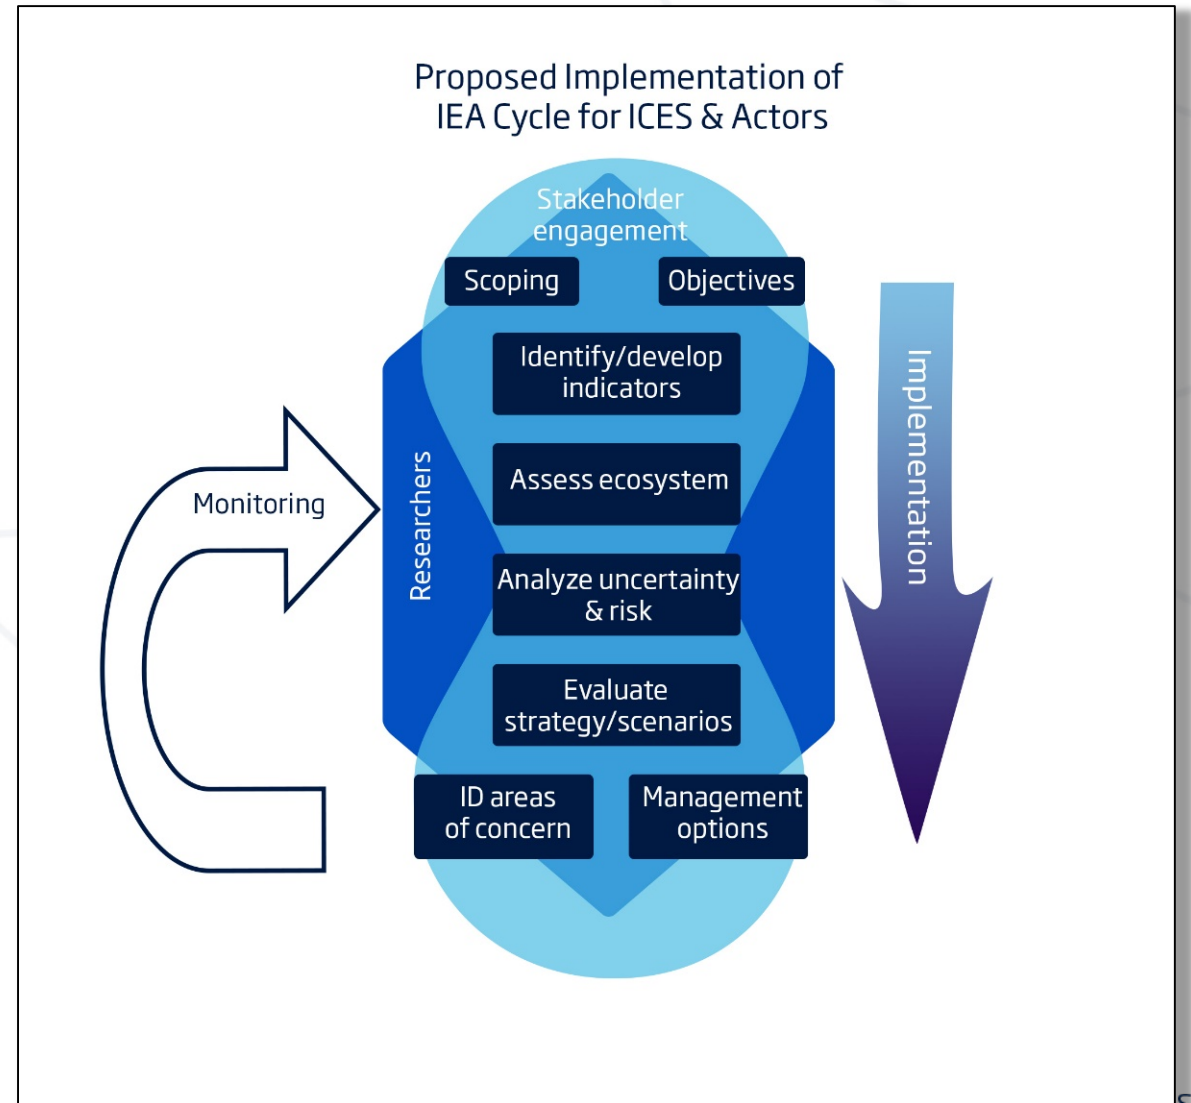 Proposed Implementation of
IEA Cycle for ICES & Actors
Stakeholder
engagement
Scoping
Objectives
Identify/develop
indicators
Assess ecosystem
Analyze uncertainty
& risk
Evaluate
strategy/scenarios
ID areas
of concern
Management
options
Researchers
Monitoring
Implementation